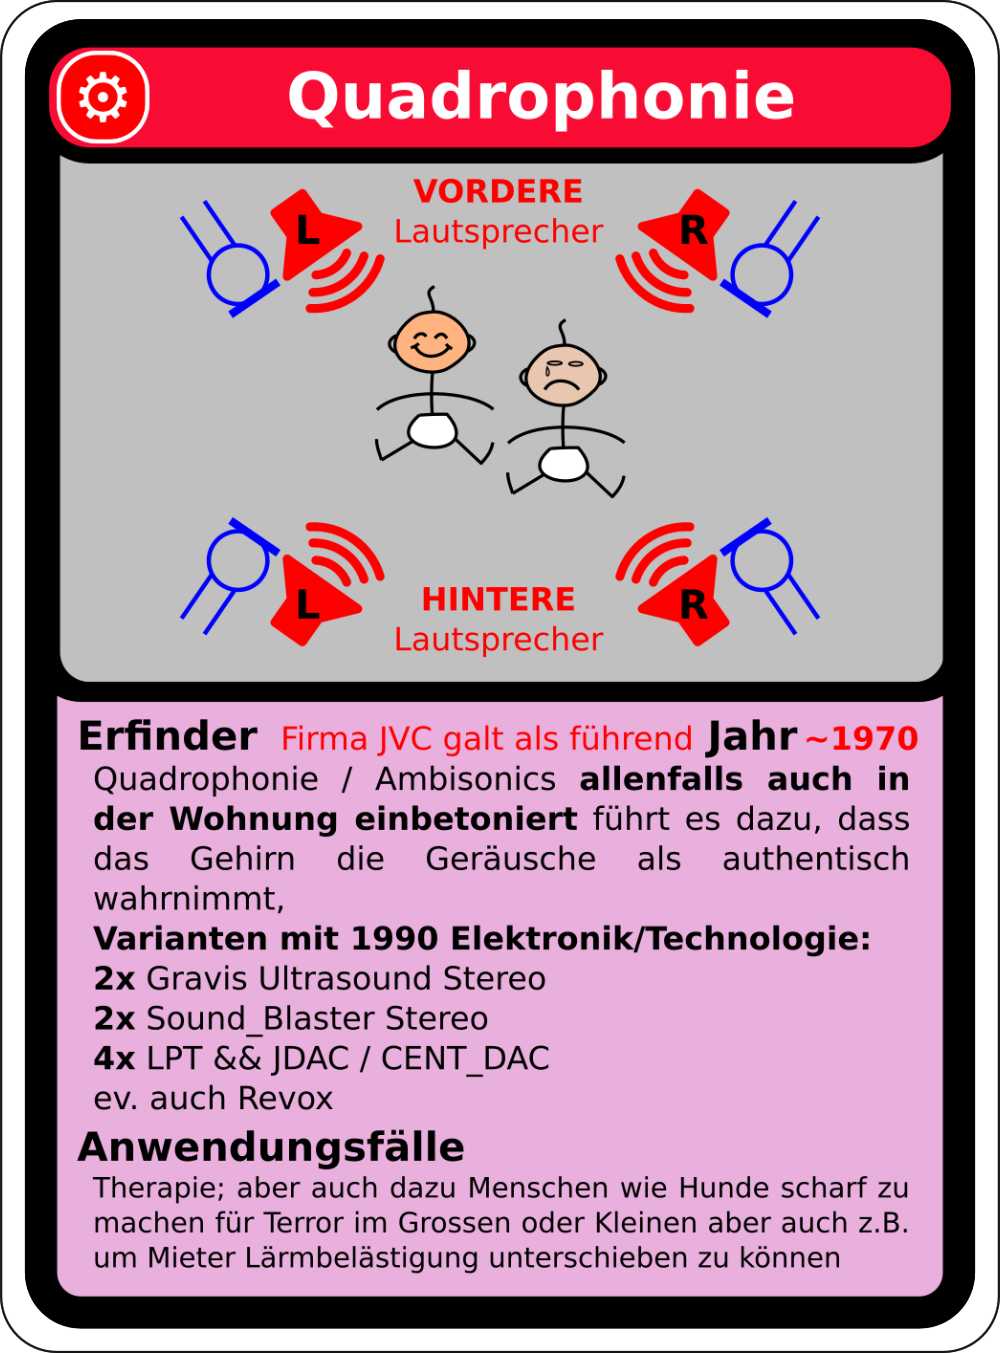 Quadrophonie
VORDERE
Lautsprecher
L
R
HINTERE
Lautsprecher
L
R
Erfinder Firma JVC galt als führend Jahr ~1970
Quadrophonie / Ambisonics allenfalls auch in
der Wohnung einbetoniert führt es dazu, dass
das Gehirn die Geräusche als authentisch
wahrnimmt,
Varianten mit 1990 Elektronik/Technologie:
2x Gravis Ultrasound Stereo
2x Sound_Blaster Stereo
4x LPT && JDAC / CENT_DAC
ev. auch Revox
Anwendungsfälle
Therapie; aber auch dazu Menschen wie Hunde scharf zu
machen für Terror im Grossen oder Kleinen aber auch z.B.
um Mieter Lärmbelästigung unterschieben zu können